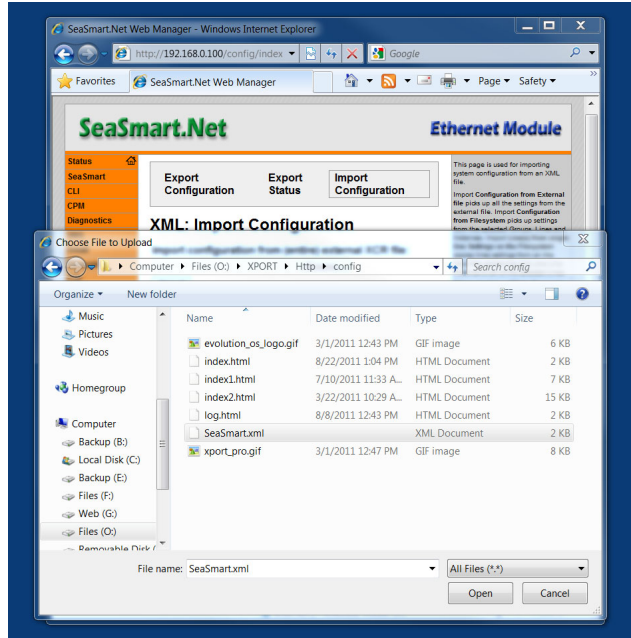 SeaSmart.Net Web Manager - Windows Internet Explorer
http://192.168.0.100/config/index
Google
Favorites SeaSmart.Net Web Manager Page Safety »
SeaSmart.Net Ethernet Module
Status
SeaSmart
CLI
CPM
Diagnostics
Export Configuration
Export Status
Import Configuration
XML: Import Configuration
import configuration from (entire) external XCR file:
This page is used for importing
system configuration from an XML
file.
Import Configuration from External
file picks up all the settings from the
external file. Import Configuration
from Filesystem picks up settings
from the selected Groups, Lines and
Choose File to Upload
Computer Files (O:) XPORT Http config Search config
Organize New folder
Music
Pictures
Videos
Homegroup
Computer
Backup (B:)
Local Disk (C:)
Backup (E:)
Files (F:)
Web (G:)
Files (O:)
Removable Disk (
Name Date modified Type Size
evolution_os_logo.gif 3/1/2011 12:43 PM GIF image 6 KB
index.html 8/22/2011 1:04 PM HTML Document 2 KB
index1.html 7/10/2011 11:33 A... HTML Document 7 KB
index2.html 3/22/2011 10:29 A... HTML Document 15 KB
log.html 8/8/2011 12:43 PM HTML Document 2 KB
SeaSmart.xml XML Document 2 KB
xport_pro.gif 3/1/2011 12:47 PM GIF image 8 KB
File name: SeaSmart.xml All Files (*.*)
Open Cancel